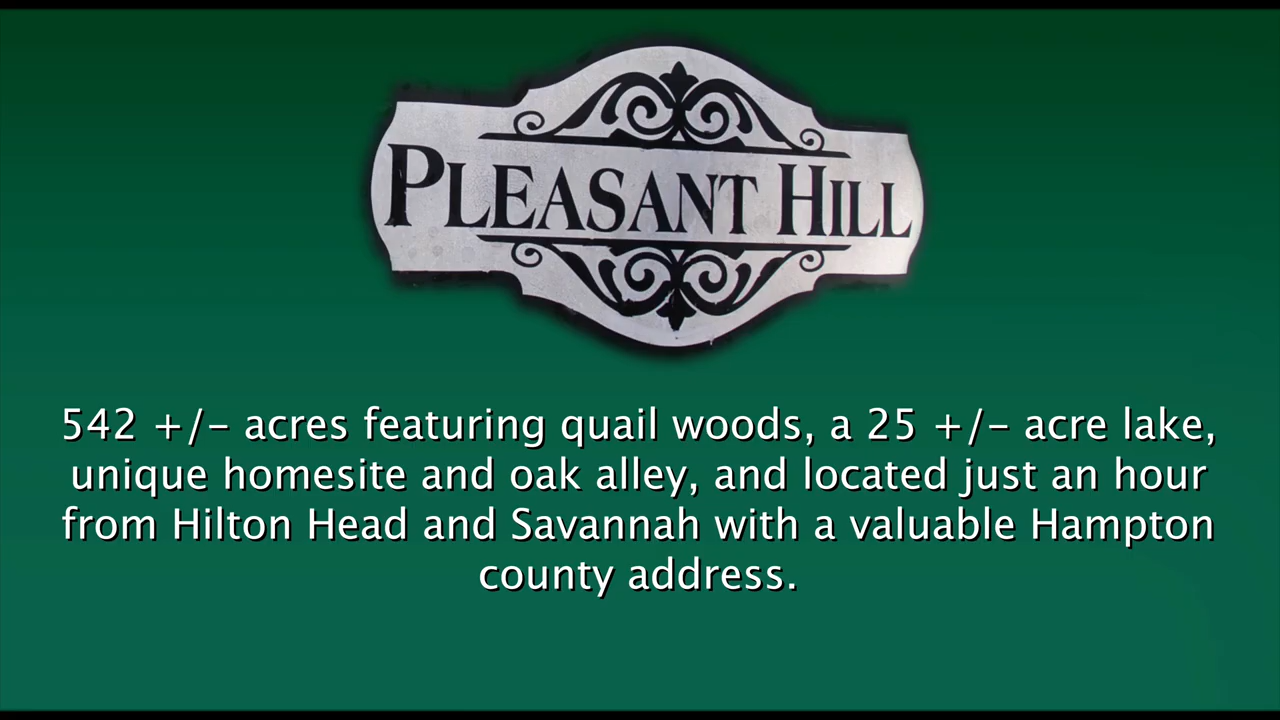 PLEASANT HILL
542 +/- acres featuring quail woods, a 25 +/- acre lake,
unique homesite and oak alley, and located just an hour
from Hilton Head and Savannah with a valuable Hampton
county address.